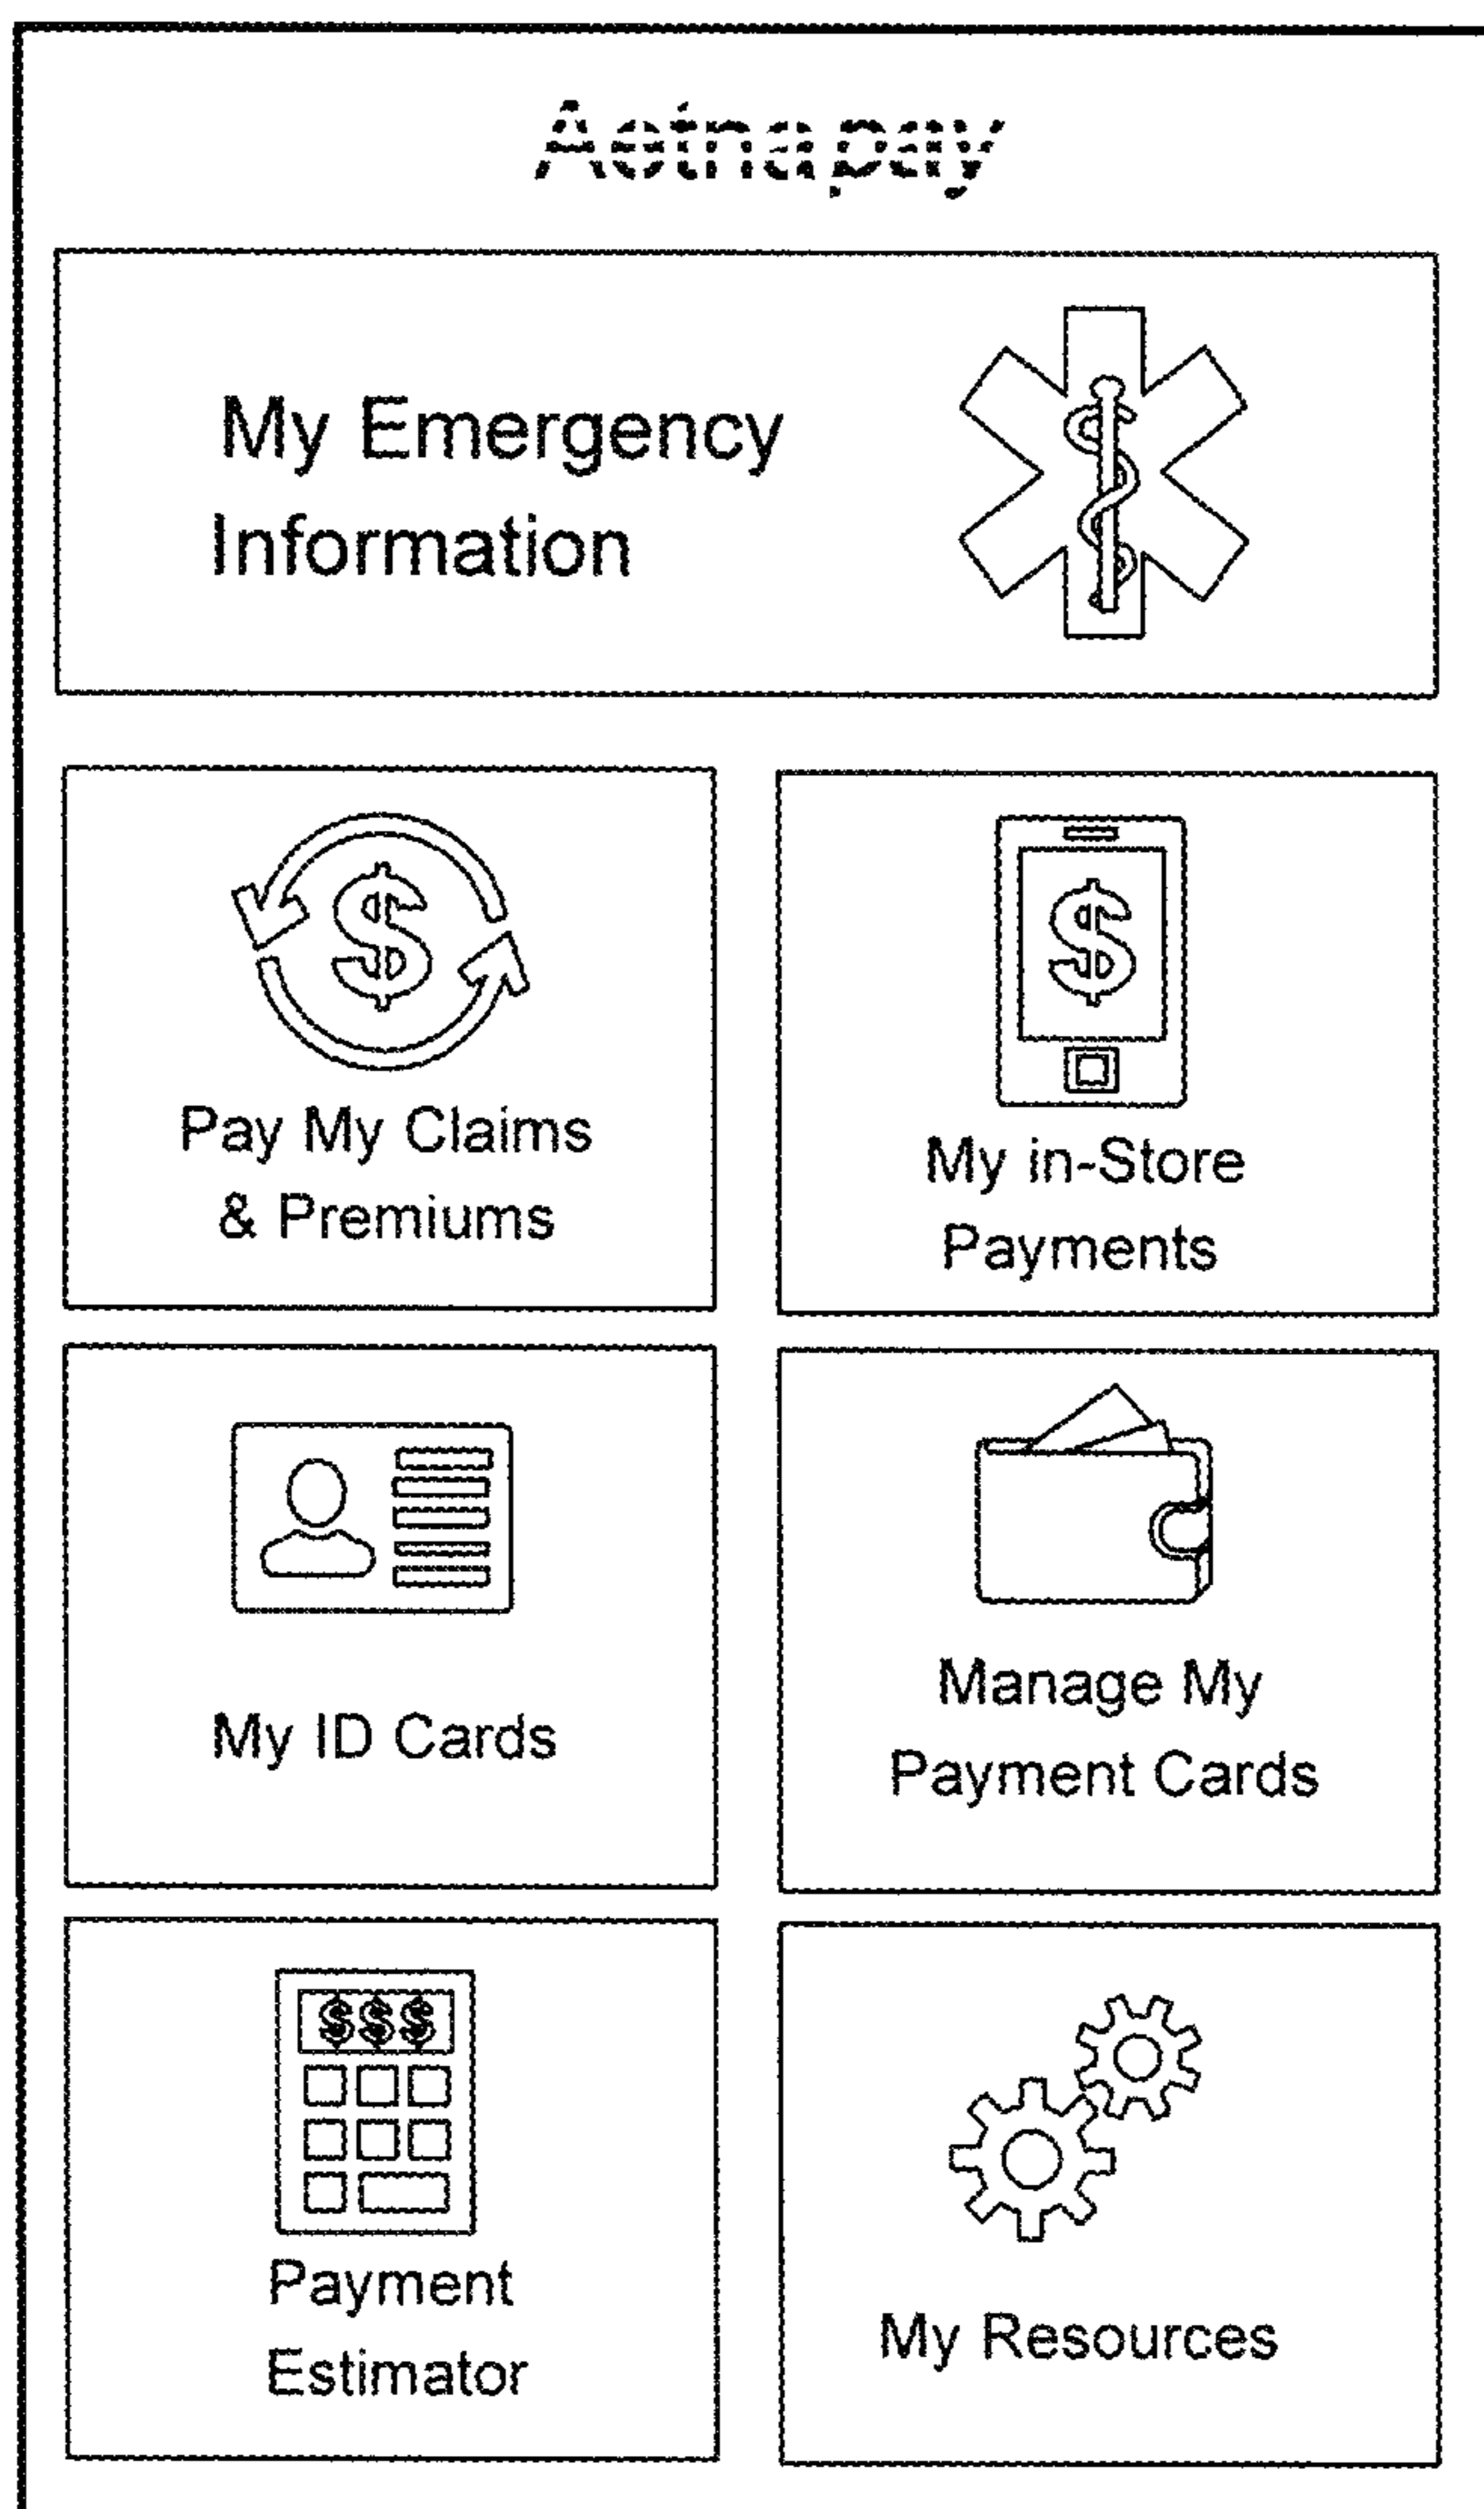 Aetna pay
My Emergency
Information
Pay My Claims
& Premiums
My in-Store
Payments
My ID Cards
Manage My
Payment Cards
$$$
Payment
Estimator
My Resources